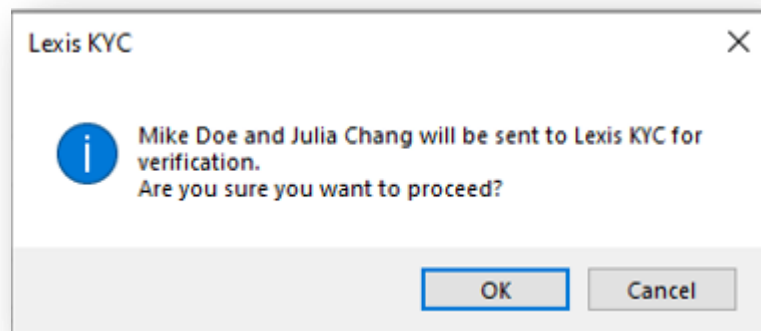 Lexis KYC
Mike Doe and Julia Chang will be sent to Lexis KYC for
verification.
Are you sure you want to proceed?
OK
Cancel